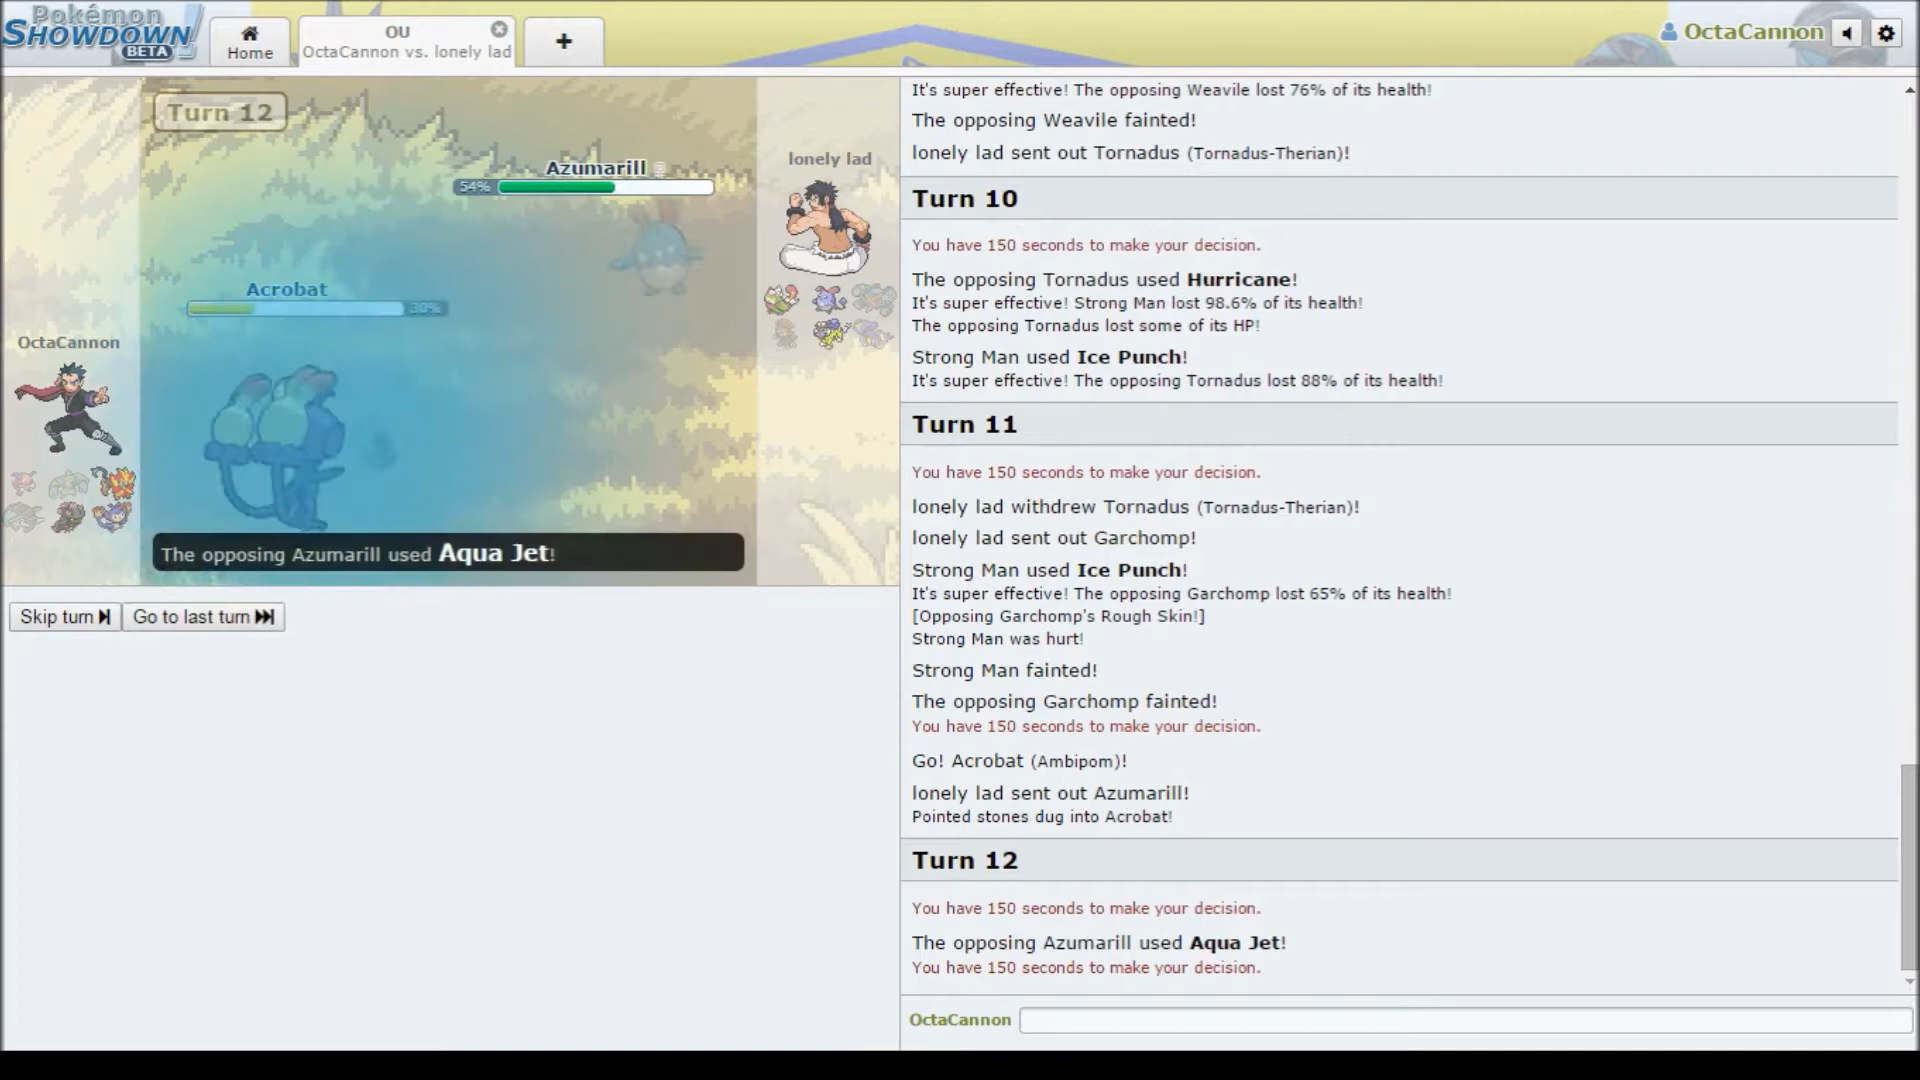 Pokémon
SHOWDOWN!
BETA
Home
OU
OctaCannon vs. lonely lad
+
OctaCannon
Turn 12
Azumarill
54%
lonely lad
Acrobat
30%
OctaCannon
The opposing Azumarill used Aqua Jet!
Skip turn
Go to last turn
It's super effective! The opposing Weavile lost 76% of its health!
The opposing Weavile fainted!
lonely lad sent out Tornadus (Tornadus-Therian)!
Turn 10
You have 150 seconds to make your decision.
The opposing Tornadus used Hurricane!
It's super effective! Strong Man lost 98.6% of its health!
The opposing Tornadus lost some of its HP!
Strong Man used Ice Punch!
It's super effective! The opposing Tornadus lost 88% of its health!
Turn 11
You have 150 seconds to make your decision.
lonely lad withdrew Tornadus (Tornadus-Therian)!
lonely lad sent out Garchomp!
Strong Man used Ice Punch!
It's super effective! The opposing Garchomp lost 65% of its health!
[Opposing Garchomp's Rough Skin!]
Strong Man was hurt!
Strong Man fainted!
The opposing Garchomp fainted!
You have 150 seconds to make your decision.
Go! Acrobat (Ambipom)!
lonely lad sent out Azumarill!
Pointed stones dug into Acrobat!
Turn 12
You have 150 seconds to make your decision.
The opposing Azumarill used Aqua Jet!
You have 150 seconds to make your decision.
OctaCannon